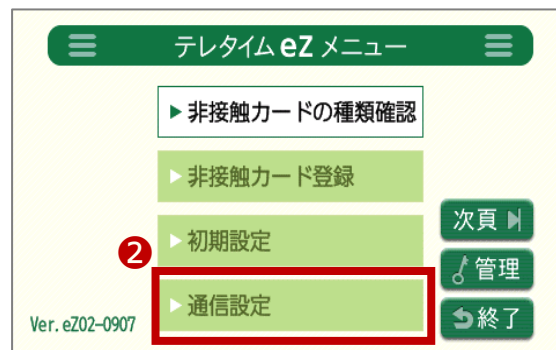 テレタイム eZ メニュー
非接触カードの種類確認
非接触カード登録
次頁
❷
初期設定
管理
通信設定
終了
Ver.eZ02-0907